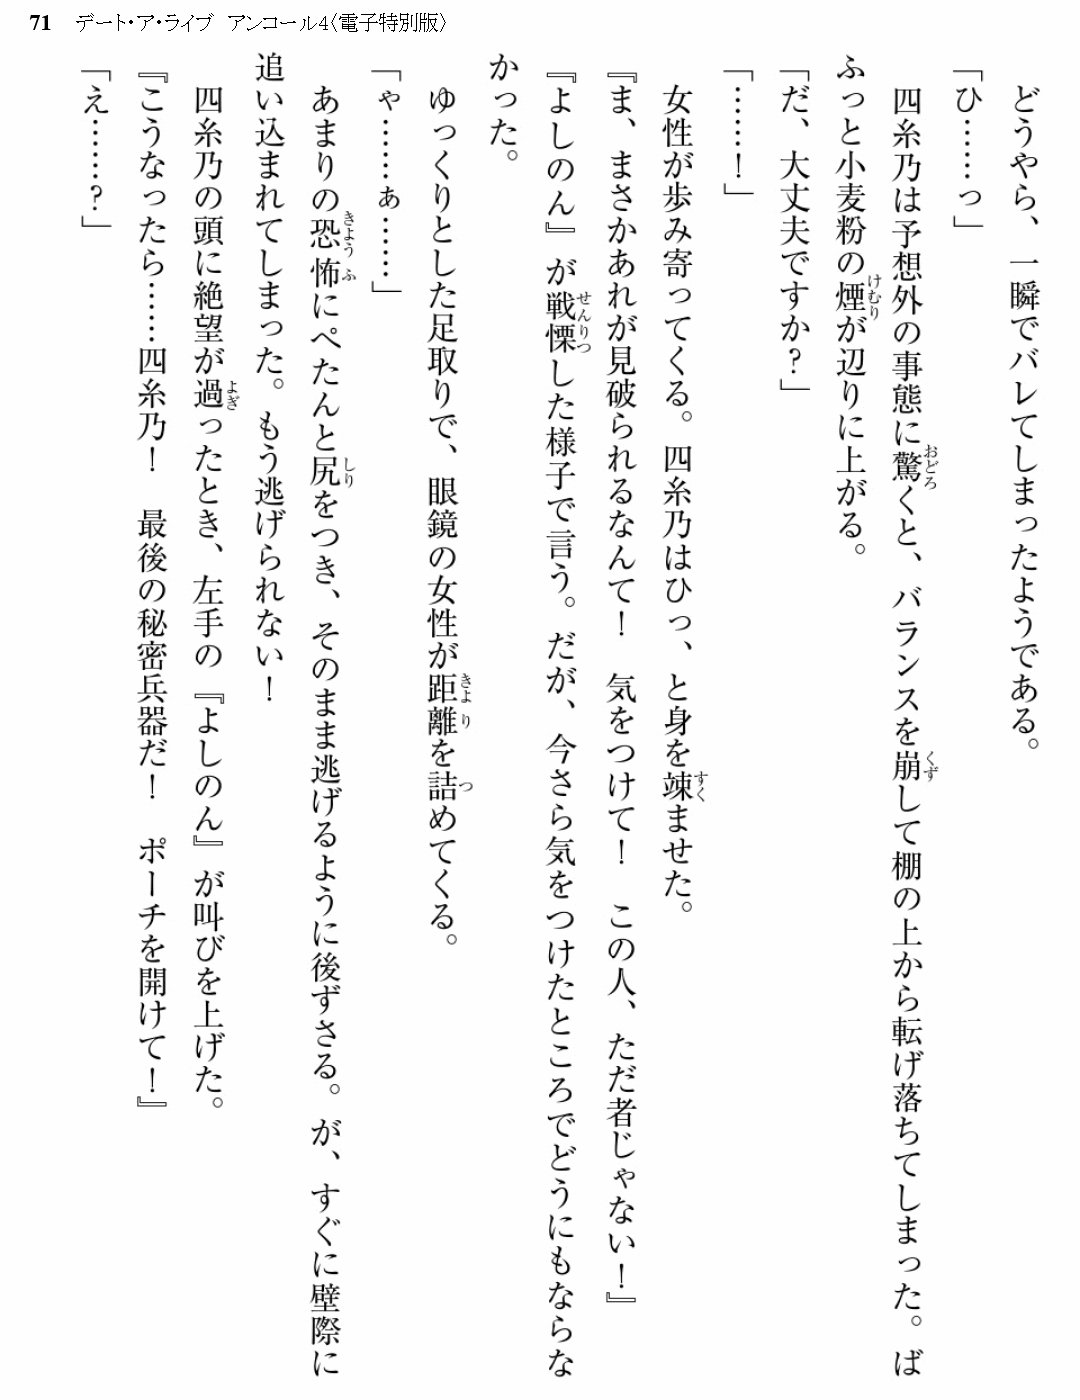 71 デート・ア・ライブ アンコール4〈電子特別版〉
どうやら、一瞬でバレてしまったようである。
「ひ……っ」
四糸乃は予想外の事態に驚くと、バランスを崩して棚の上から転げ落ちてしまった。ば
ふっと小麦粉の煙が辺りに上がる。
「だ、大丈夫ですか？」
「……！」
女性が歩み寄ってくる。四糸乃はひっ、と身を竦ませた。
『ま、まさかあれが見破られるなんて！　気をつけて！　この人、ただ者じゃない！』
『よしのん』が戦慄した様子で言う。だが、今さら気をつけたところでどうにもならな
かった。
ゆっくりとした足取りで、眼鏡の女性が距離を詰めてくる。
「ゃ……ぁ……」
あまりの恐怖にぺたんと尻をつき、そのまま逃げるように後ずさる。が、すぐに壁際に
追い込まれてしまった。もう逃げられない！
四糸乃の頭に絶望が過ったとき、左手の『よしのん』が叫びを上げた。
『こうなったら……四糸乃！　最後の秘密兵器だ！　ポーチを開けて！』
「え……？」